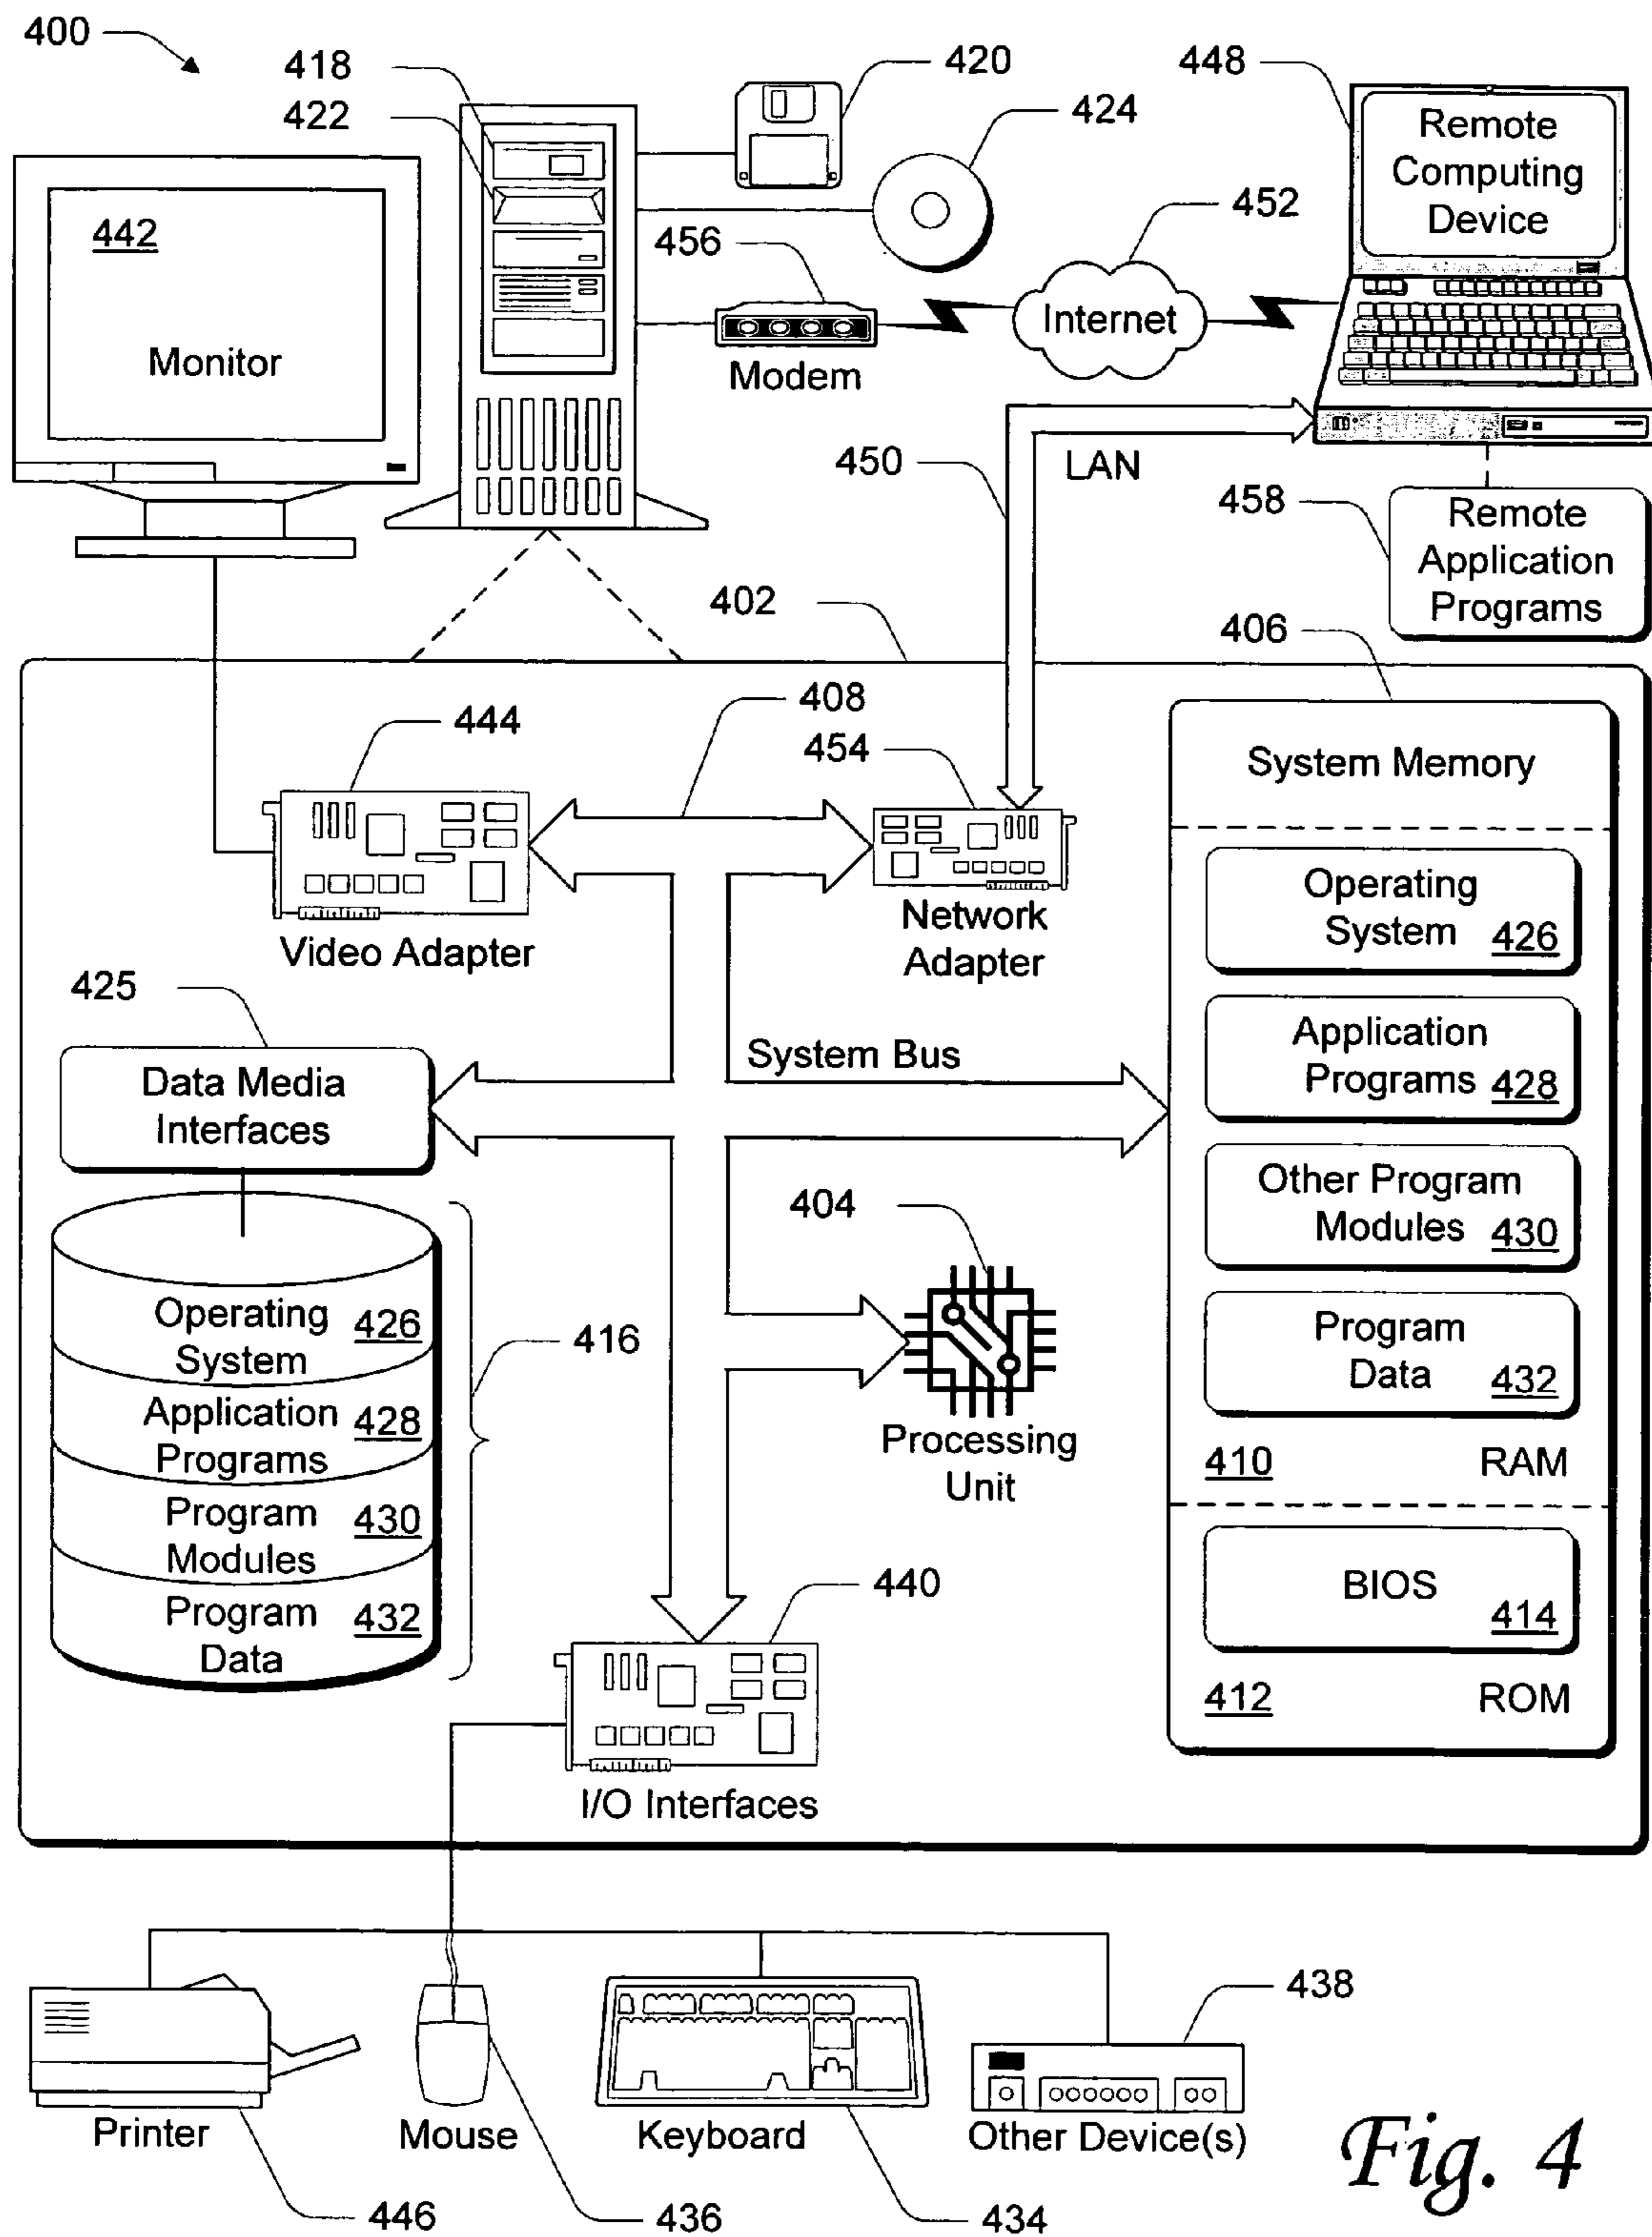 400
418
422
420
424
448
Remote
Computing
Device
452
456
442
Monitor
Internet
Modem
450
LAN
458
Remote
Application
Programs
402
406
408
444
454
System Memory
Video Adapter
Network
Adapter
Operating
System 426
425
Data Media
Interfaces
System Bus
Application
Programs 428
Other Program
Modules 430
404
Program
Data 432
Processing
Unit
410 RAM
Operating
System 426
416
Application
Programs 428
Program
Modules 430
Program
Data 432
BIOS
414
412 ROM
440
I/O Interfaces
438
Printer
Mouse
Keyboard
Other Device(s)
446
436
434
Fig. 4